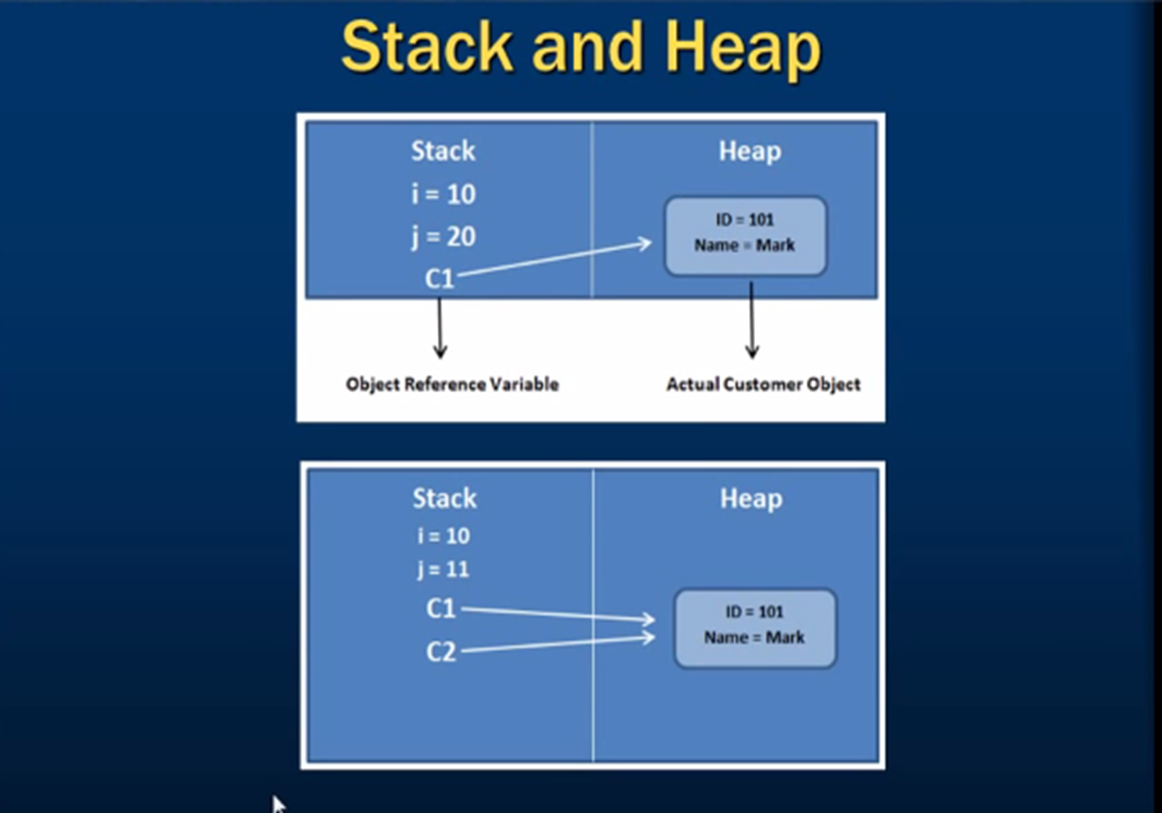 Stack and Heap
Stack
Heap
i = 10
j = 20
C1
ID = 101
Name = Mark
Object Reference Variable
Actual Customer Object
Stack
Heap
i = 10
j = 11
C1
C2
ID = 101
Name = Mark